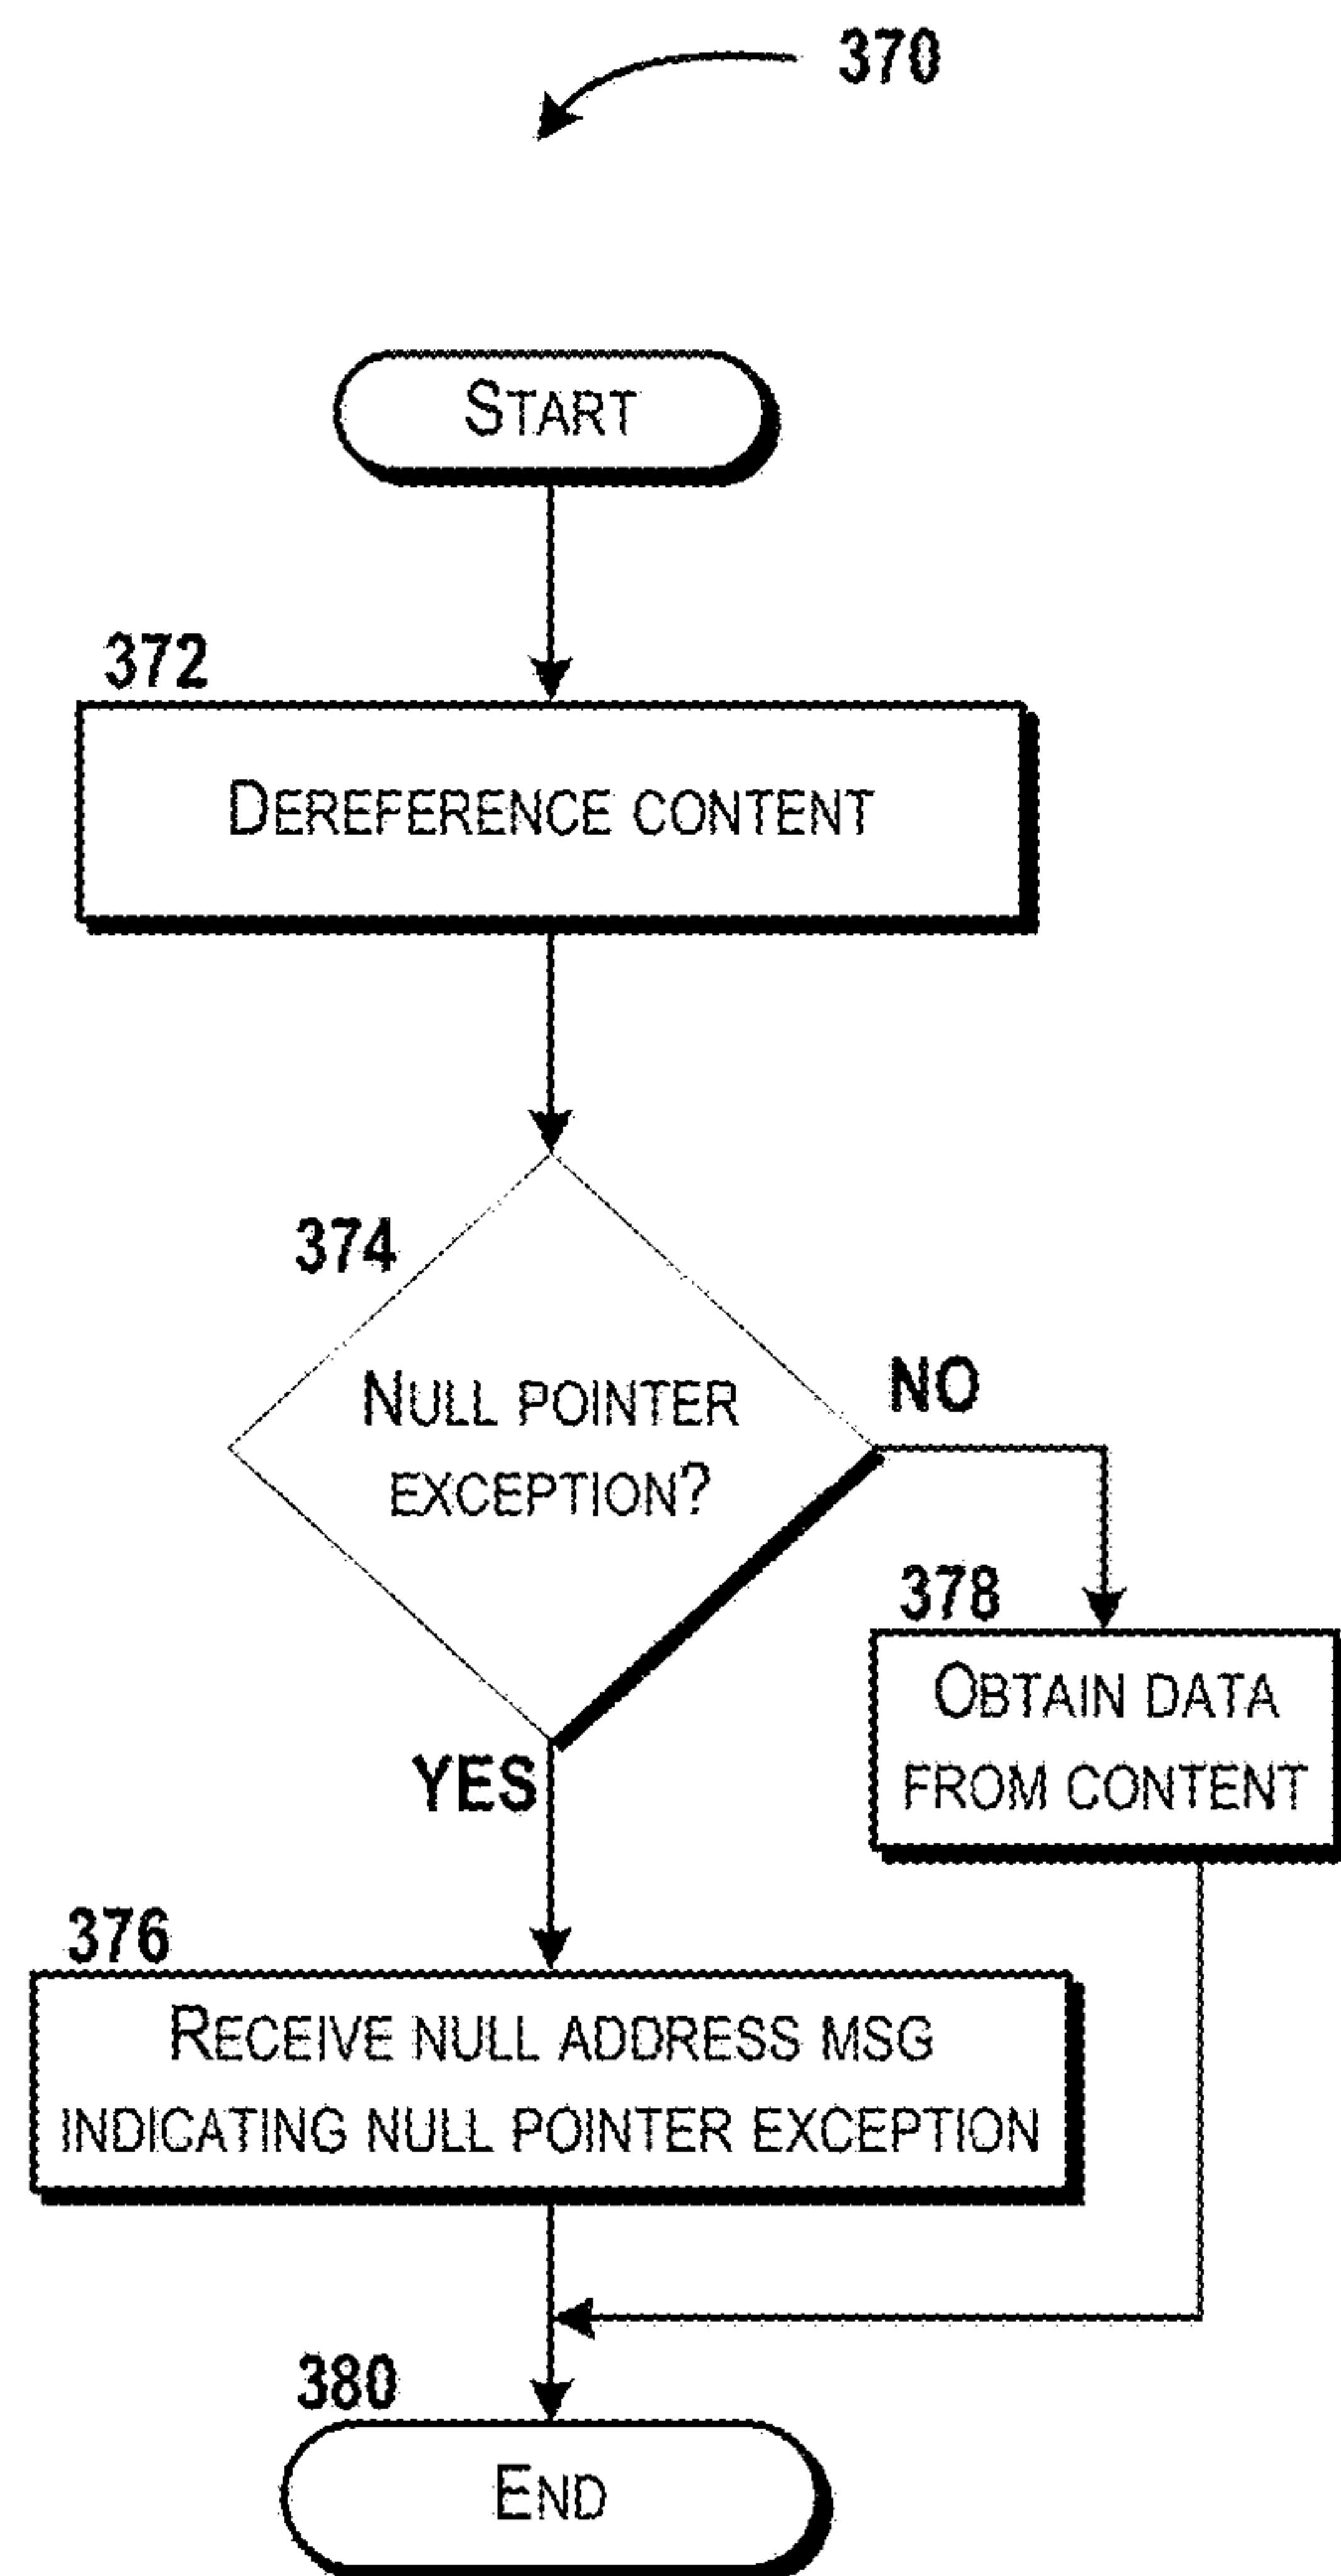 370
START
372
DEREFERENCE CONTENT
374
NULL POINTER
EXCEPTION?
NO
378
OBTAIN DATA
FROM CONTENT
YES
376
RECEIVE NULL ADDRESS MSG
INDICATING NULL POINTER EXCEPTION
380
END